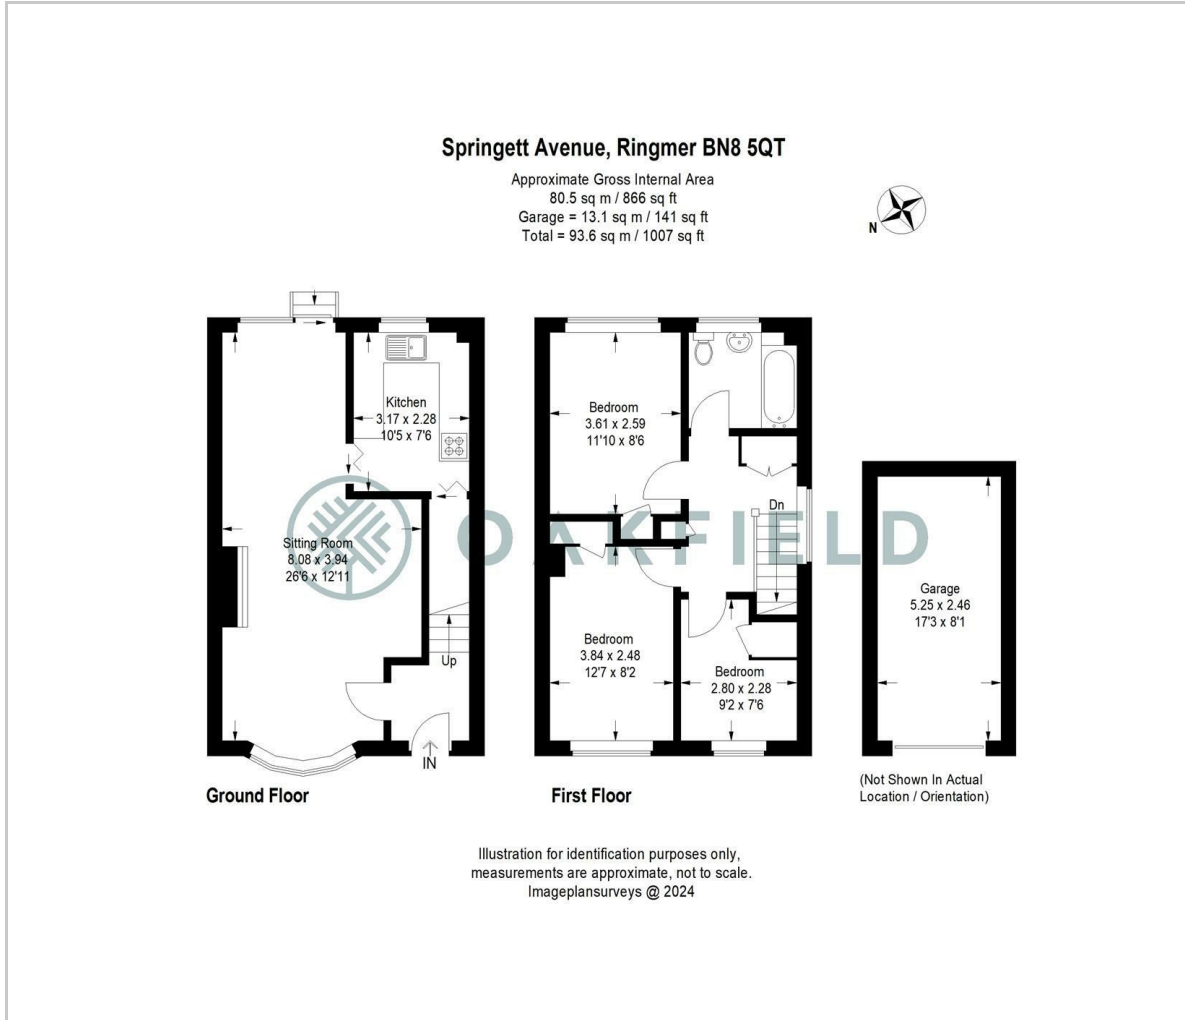 Springett Avenue, Ringmer BN8 5QT
Approximate Gross Internal Area
80.5 sq m / 866 sq ft
Garage = 13.1 sq m / 141 sq ft
Total = 93.6 sq m / 1007 sq ft
N
Kitchen
3.17 x 2.28
10'5 x 7'6
Sitting Room
8.08 x 3.94
26'6 x 12'11
Up
IN
Ground Floor
Bedroom
3.61 x 2.59
11'10 x 8'6
Dn
Bedroom
3.84 x 2.48
12'7 x 8'2
Bedroom
2.80 x 2.28
9'2 x 7'6
First Floor
Garage
5.25 x 2.46
17'3 x 8'1
(Not Shown In Actual
Location / Orientation)
OAKFIELD
Illustration for identification purposes only,
measurements are approximate, not to scale.
Imageplansurveys @ 2024